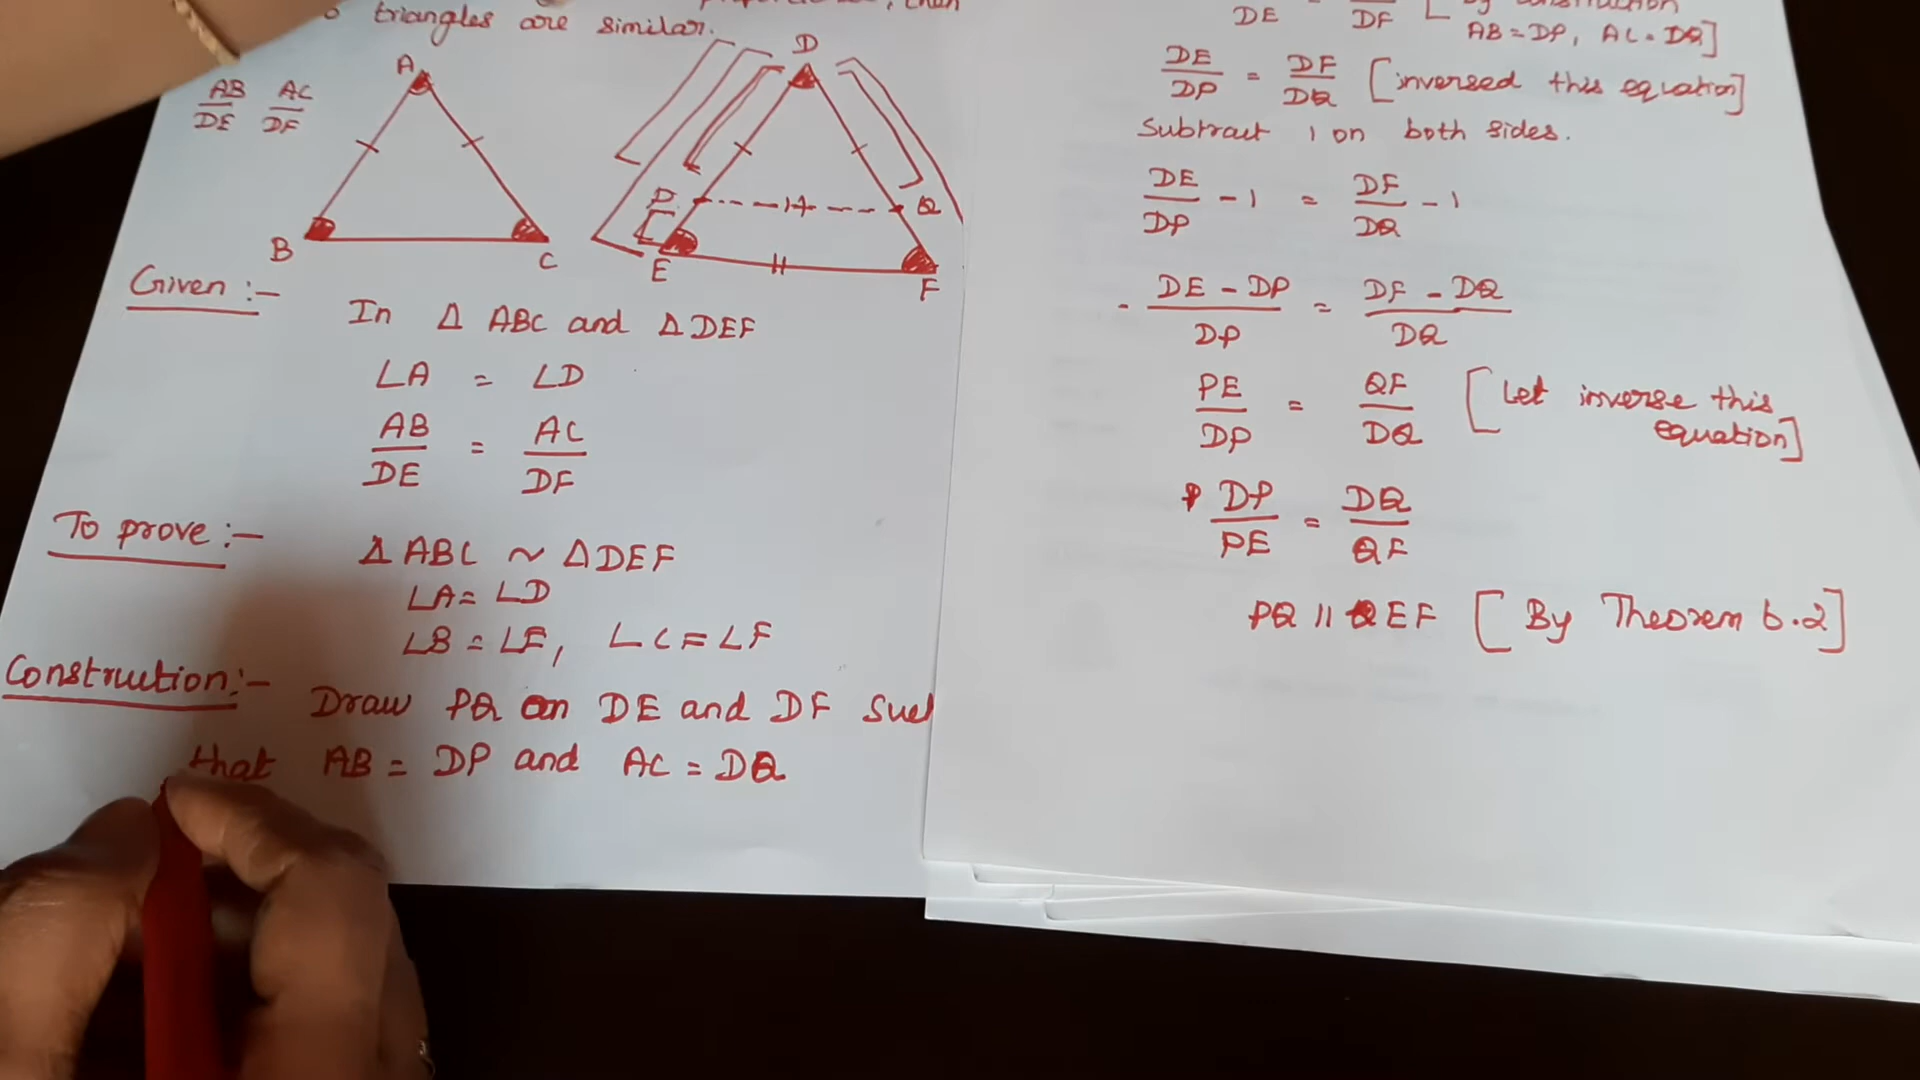 triangles are similar.
AB AC
DE DF
A
B
C
D
P
Q
E
F
Given :-
In Δ ABC and Δ DEF
∠A = ∠D
AB/DE = AC/DF
To prove :-
Δ ABC ~ Δ DEF
∠A = ∠D
∠B = ∠E, ∠C = ∠F
Construction :-
Draw PQ on DE and DF
that AB = DP and AC = DQ
DE DF
AB = DP, AC = DQ]
DE/DP = DF/DQ [inversed this equation]
Subtract 1 on both sides.
DE/DP - 1 = DF/DQ - 1
DE - DP/DP = DF - DQ/DQ
PE/DP = QF/DQ [Let inverse this
equation]
DP/PE = DQ/QF
PQ || EF [By Theorem 6.2]